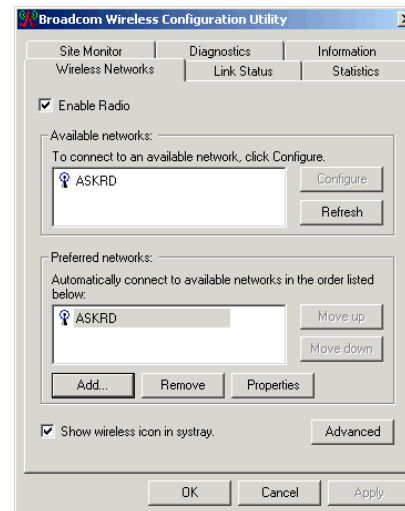 Broadcom Wireless Configuration Utility
Site Monitor Diagnostics Information
Wireless Networks Link Status Statistics
Enable Radio
Available networks:
To connect to an available network, click Configure.
ASKRD
Configure
Refresh
Preferred networks:
Automatically connect to available networks in the order listed
below:
ASKRD
Move up
Move down
Add... Remove Properties
Show wireless icon in systray.
Advanced
OK Cancel Apply